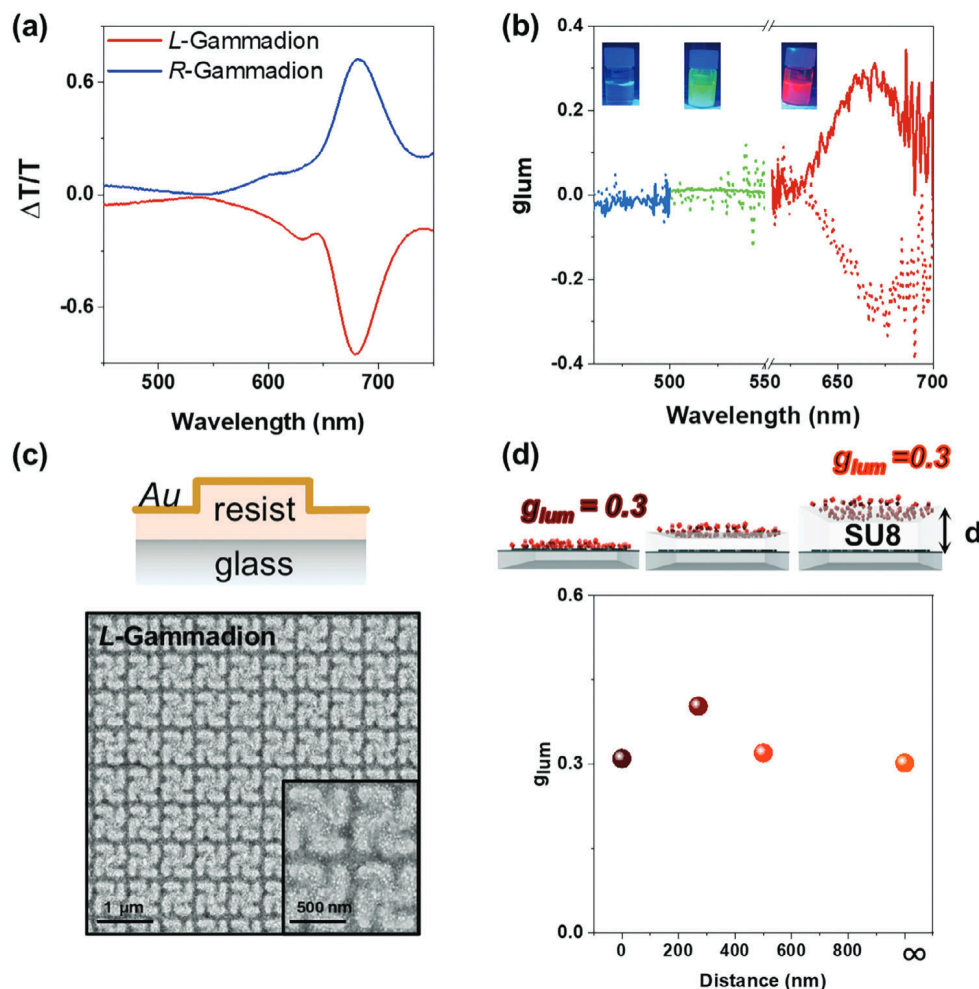 (a)
L-Gammadion
R-Gammadion
0.6
0.0
-0.6
ΔT/T
450 500 600 700
Wavelength (nm)
(b)
0.4
0.2
0.0
-0.2
-0.4
glum
500 550 650 700
Wavelength (nm)
(c)
Au
resist
glass
L-Gammadion
1 μm
500 nm
(d)
glum =0.3
glum =0.3
SU8
d
0.6
0.3
0.0
glum
0 200 400 600 800 ∞
Distance (nm)